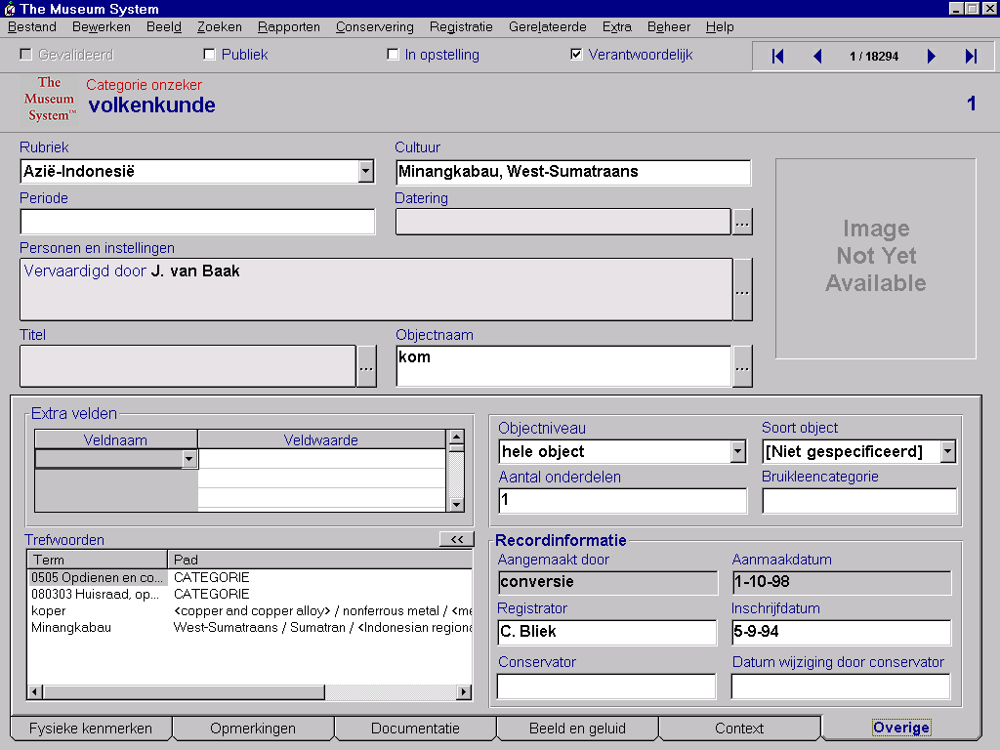 The Museum System
Bestand Bewerken Beeld Zoeken Rapporten Conservering Registratie Gerelateerde Extra Beheer Help
Gevalideerd Publiek In opstelling Verantwoordelijk 1 / 18294
The Museum System™
Categorie onzeker
volkenkunde 1
Rubriek Cultuur
Azië-Indonesië Minangkabau, West-Sumatraans
Periode Datering
...
Image
Not Yet
Available
Personen en instellingen
Vervaardigd door J. van Baak
...
Titel Objectnaam
kom
... ...
Extra velden
Veldnaam Veldwaarde
Objectniveau Soort object
hele object [Niet gespecificeerd]
Aantal onderdelen Bruikleencategorie
1
Trefwoorden <<
Term Pad
0505 Opdienen en co... CATEGORIE
080303 Huisraad, op... CATEGORIE
koper <copper and copper alloy> / nonferrous metal / <me
Minangkabau West-Sumatraans / Sumatran / <Indonesian regiona
Recordinformatie
Aangemaakt door Aanmaakdatum
conversie 1-10-98
Registrator Inschrijfdatum
C. Bliek 5-9-94
Conservator Datum wijziging door conservator
Fysieke kenmerken Opmerkingen Documentatie Beeld en geluid Context Overige